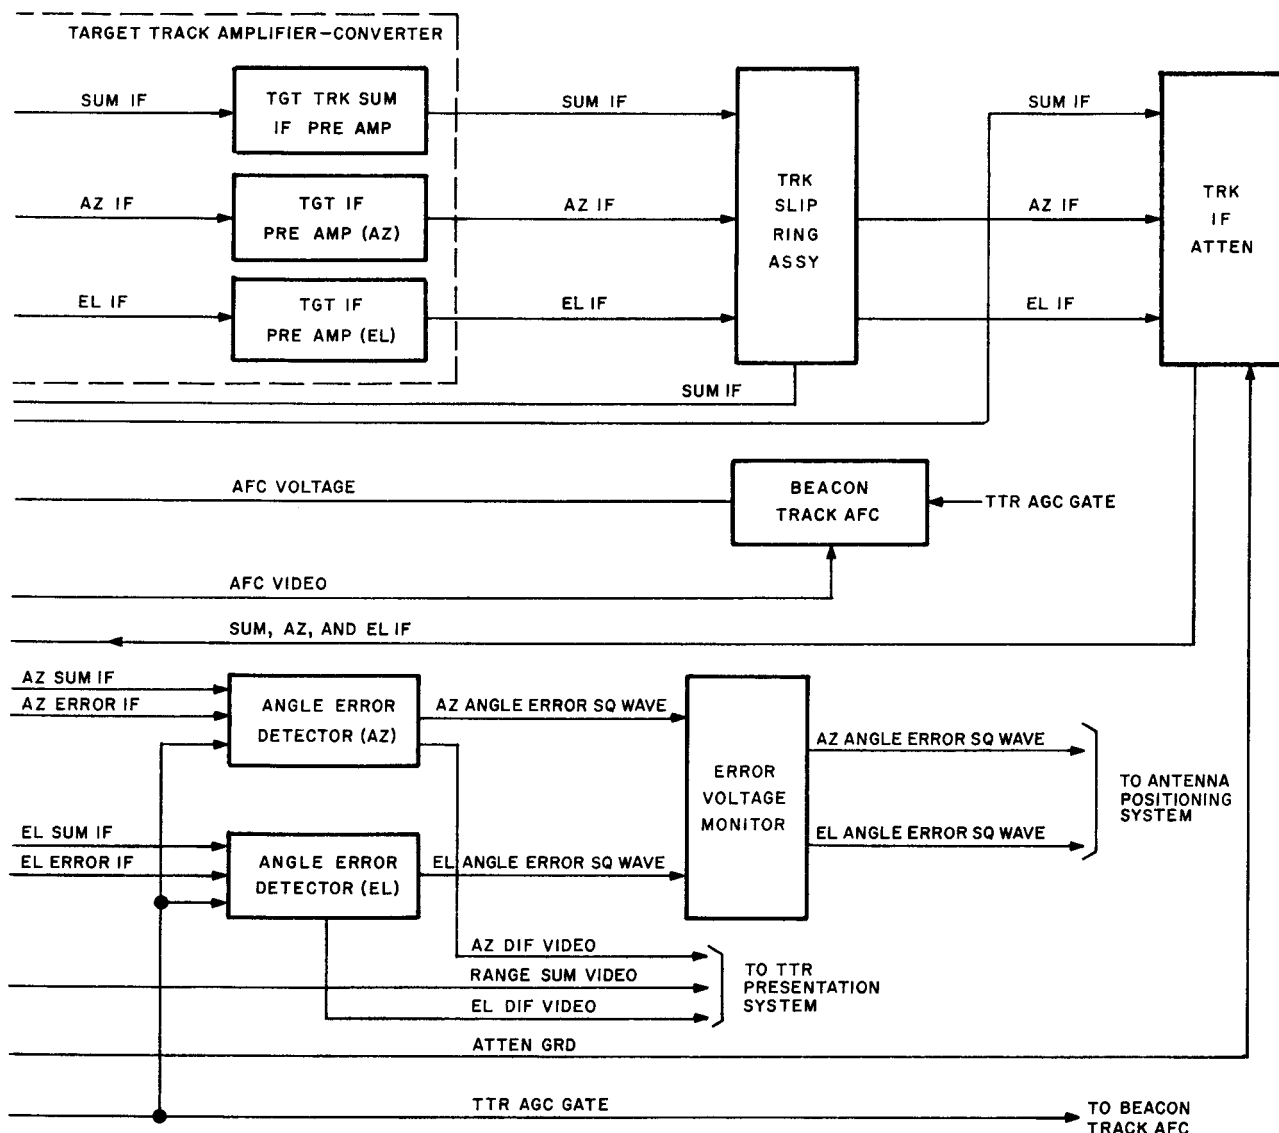 TARGET TRACK AMPLIFIER-CONVERTER
SUM IF
TGT TRK SUM
IF PRE AMP
SUM IF
SUM IF
AZ IF
TGT IF
PRE AMP (AZ)
AZ IF
TRK
SLIP
RING
ASSY
AZ IF
TRK
IF
ATTEN
EL IF
TGT IF
PRE AMP (EL)
EL IF
EL IF
SUM IF
AFC VOLTAGE
BEACON
TRACK AFC
TTR AGC GATE
AFC VIDEO
SUM, AZ, AND EL IF
AZ SUM IF
AZ ERROR IF
ANGLE ERROR
DETECTOR (AZ)
AZ ANGLE ERROR SQ WAVE
ERROR
VOLTAGE
MONITOR
AZ ANGLE ERROR SQ WAVE
TO ANTENNA
POSITIONING
SYSTEM
EL SUM IF
EL ERROR IF
ANGLE ERROR
DETECTOR (EL)
EL ANGLE ERROR SQ WAVE
EL ANGLE ERROR SQ WAVE
AZ DIF VIDEO
RANGE SUM VIDEO
EL DIF VIDEO
TO TTR
PRESENTATION
SYSTEM
ATTEN GRD
TTR AGC GATE
TO BEACON
TRACK AFC